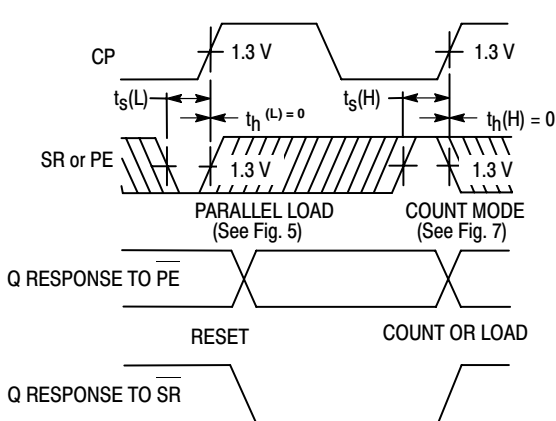 CP
1.3 V
1.3 V
ts(L)
th (L) = 0
ts(H)
th(H) = 0
SR or PE
1.3 V
1.3 V
PARALLEL LOAD
(See Fig. 5)
COUNT MODE
(See Fig. 7)
Q RESPONSE TO PE
RESET
COUNT OR LOAD
Q RESPONSE TO SR